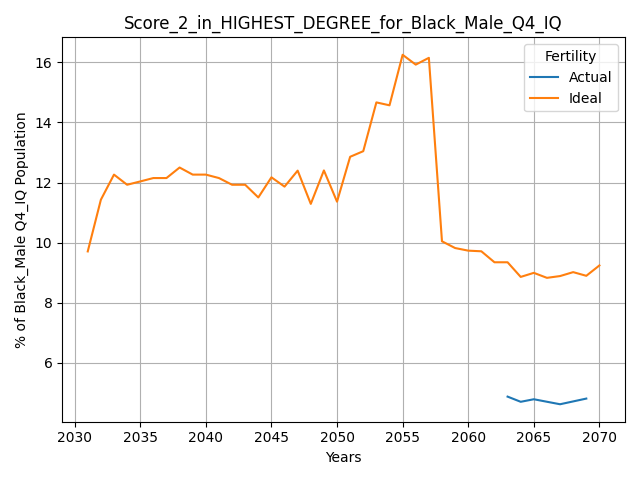 Score_2_in_HIGHEST_DEGREE_for_Black_Male_Q4_IQ
% of Black_Male Q4_IQ Population
16
14
12
10
8
6
Fertility
Actual
Ideal
2030 2035 2040 2045 2050 2055 2060 2065 2070
Years